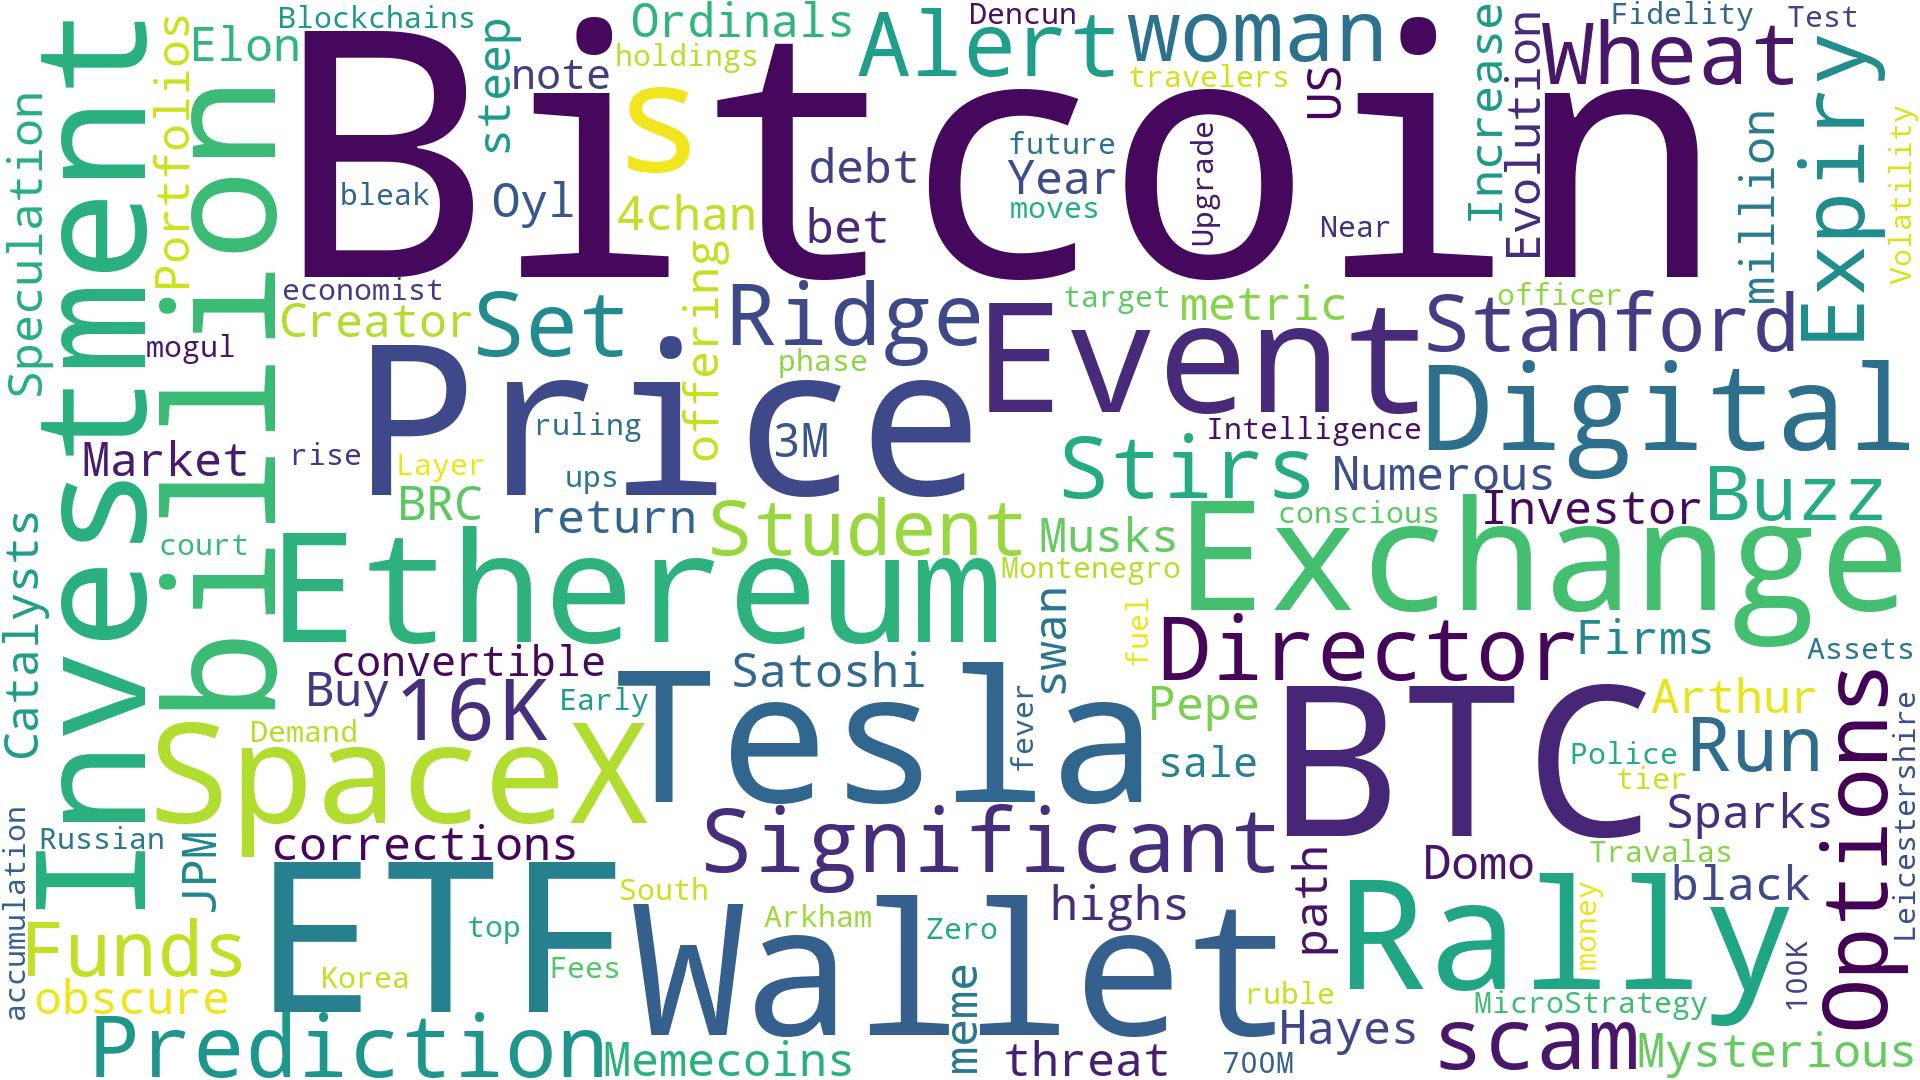 Blockchains
Elon
Bitcoin
Ordinals
holdings
note
steep
s
Alert
Dencun
woman
travelers
US
Increase
Evolution
Wheat
Fidelity
Test
Expiry
Volatility
million
Speculation
Investment
Portfolios
billion
bleak
Oyl
4chan
debt
bet
future
Year
moves
Upgrade
Near
economist
Creator
mogul
Set
offering
Ridge
phase
Price
target
metric
Event
officer
Stanford
Digital
Market
rise
ruling
Layer
ups
3M
BRC
return
Stirs
Intelligence
Numerous
Investor
Buzz
conscious
Student
Musks
Montenegro
Exchange
court
Catalysts
Ethereum
swan
fuel
Director
Firms
Assets
convertible
Satoshi
Buy
16K
Early
Tesla
fever
Pepe
sale
BTC
Arthur
Police
tier
Run
Sparks
Options
Leicestershire
Demand
SpaceX
accumulation
Russian
JPM
corrections
Significant
Domo
Travalas
black
path
Rally
money
100K
Funds
obscure
ETF
top
Korea
Fees
South
Arkham
Zero
highs
Wallet
meme
ruble
MicroStrategy
Prediction
Memecoins
threat
700M
Hayes
scam
Mysterious